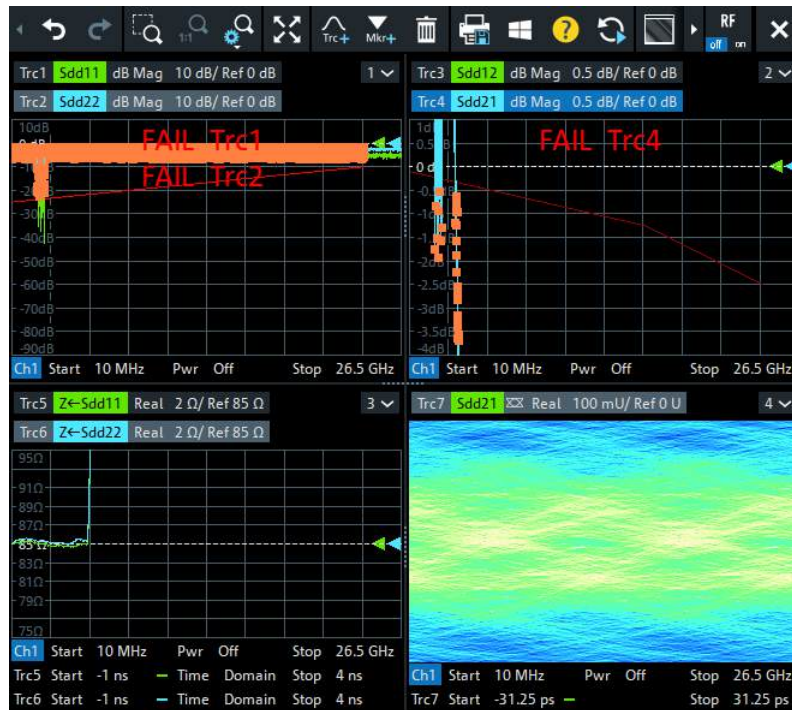 1:1 Trc+ Mkr+ RF
off on
Trc1 Sdd11 dB Mag 10 dB/ Ref 0 dB 1
Trc2 Sdd22 dB Mag 10 dB/ Ref 0 dB
10dB
0 dB
FAIL Trc1
FAIL Trc2
-30dB
-40dB
-50dB
-60dB
-70dB
-80dB
-90dB
Ch1 Start 10 MHz Pwr Off Stop 26.5 GHz
Trc3 Sdd12 dB Mag 0.5 dB/ Ref 0 dB 2
Trc4 Sdd21 dB Mag 0.5 dB/ Ref 0 dB
FAIL Trc4
-2dB
-2.5dB
-3dB
-3.5dB
-4dB
Ch1 Start 10 MHz Pwr Off Stop 26.5 GHz
Trc5 Z←Sdd11 Real 2 Ω/ Ref 85 Ω 3
Trc6 Z←Sdd22 Real 2 Ω/ Ref 85 Ω
95Ω
91Ω
89Ω
87Ω
85Ω
83Ω
81Ω
79Ω
75Ω
Ch1 Start 10 MHz Pwr Off Stop 26.5 GHz
Trc5 Start -1 ns Time Domain Stop 4 ns
Trc6 Start -1 ns Time Domain Stop 4 ns
Trc7 Sdd21 Real 100 mU/ Ref 0 U 4
Ch1 Start 10 MHz Pwr Off Stop 26.5 GHz
Trc7 Start -31.25 ps Stop 31.25 ps